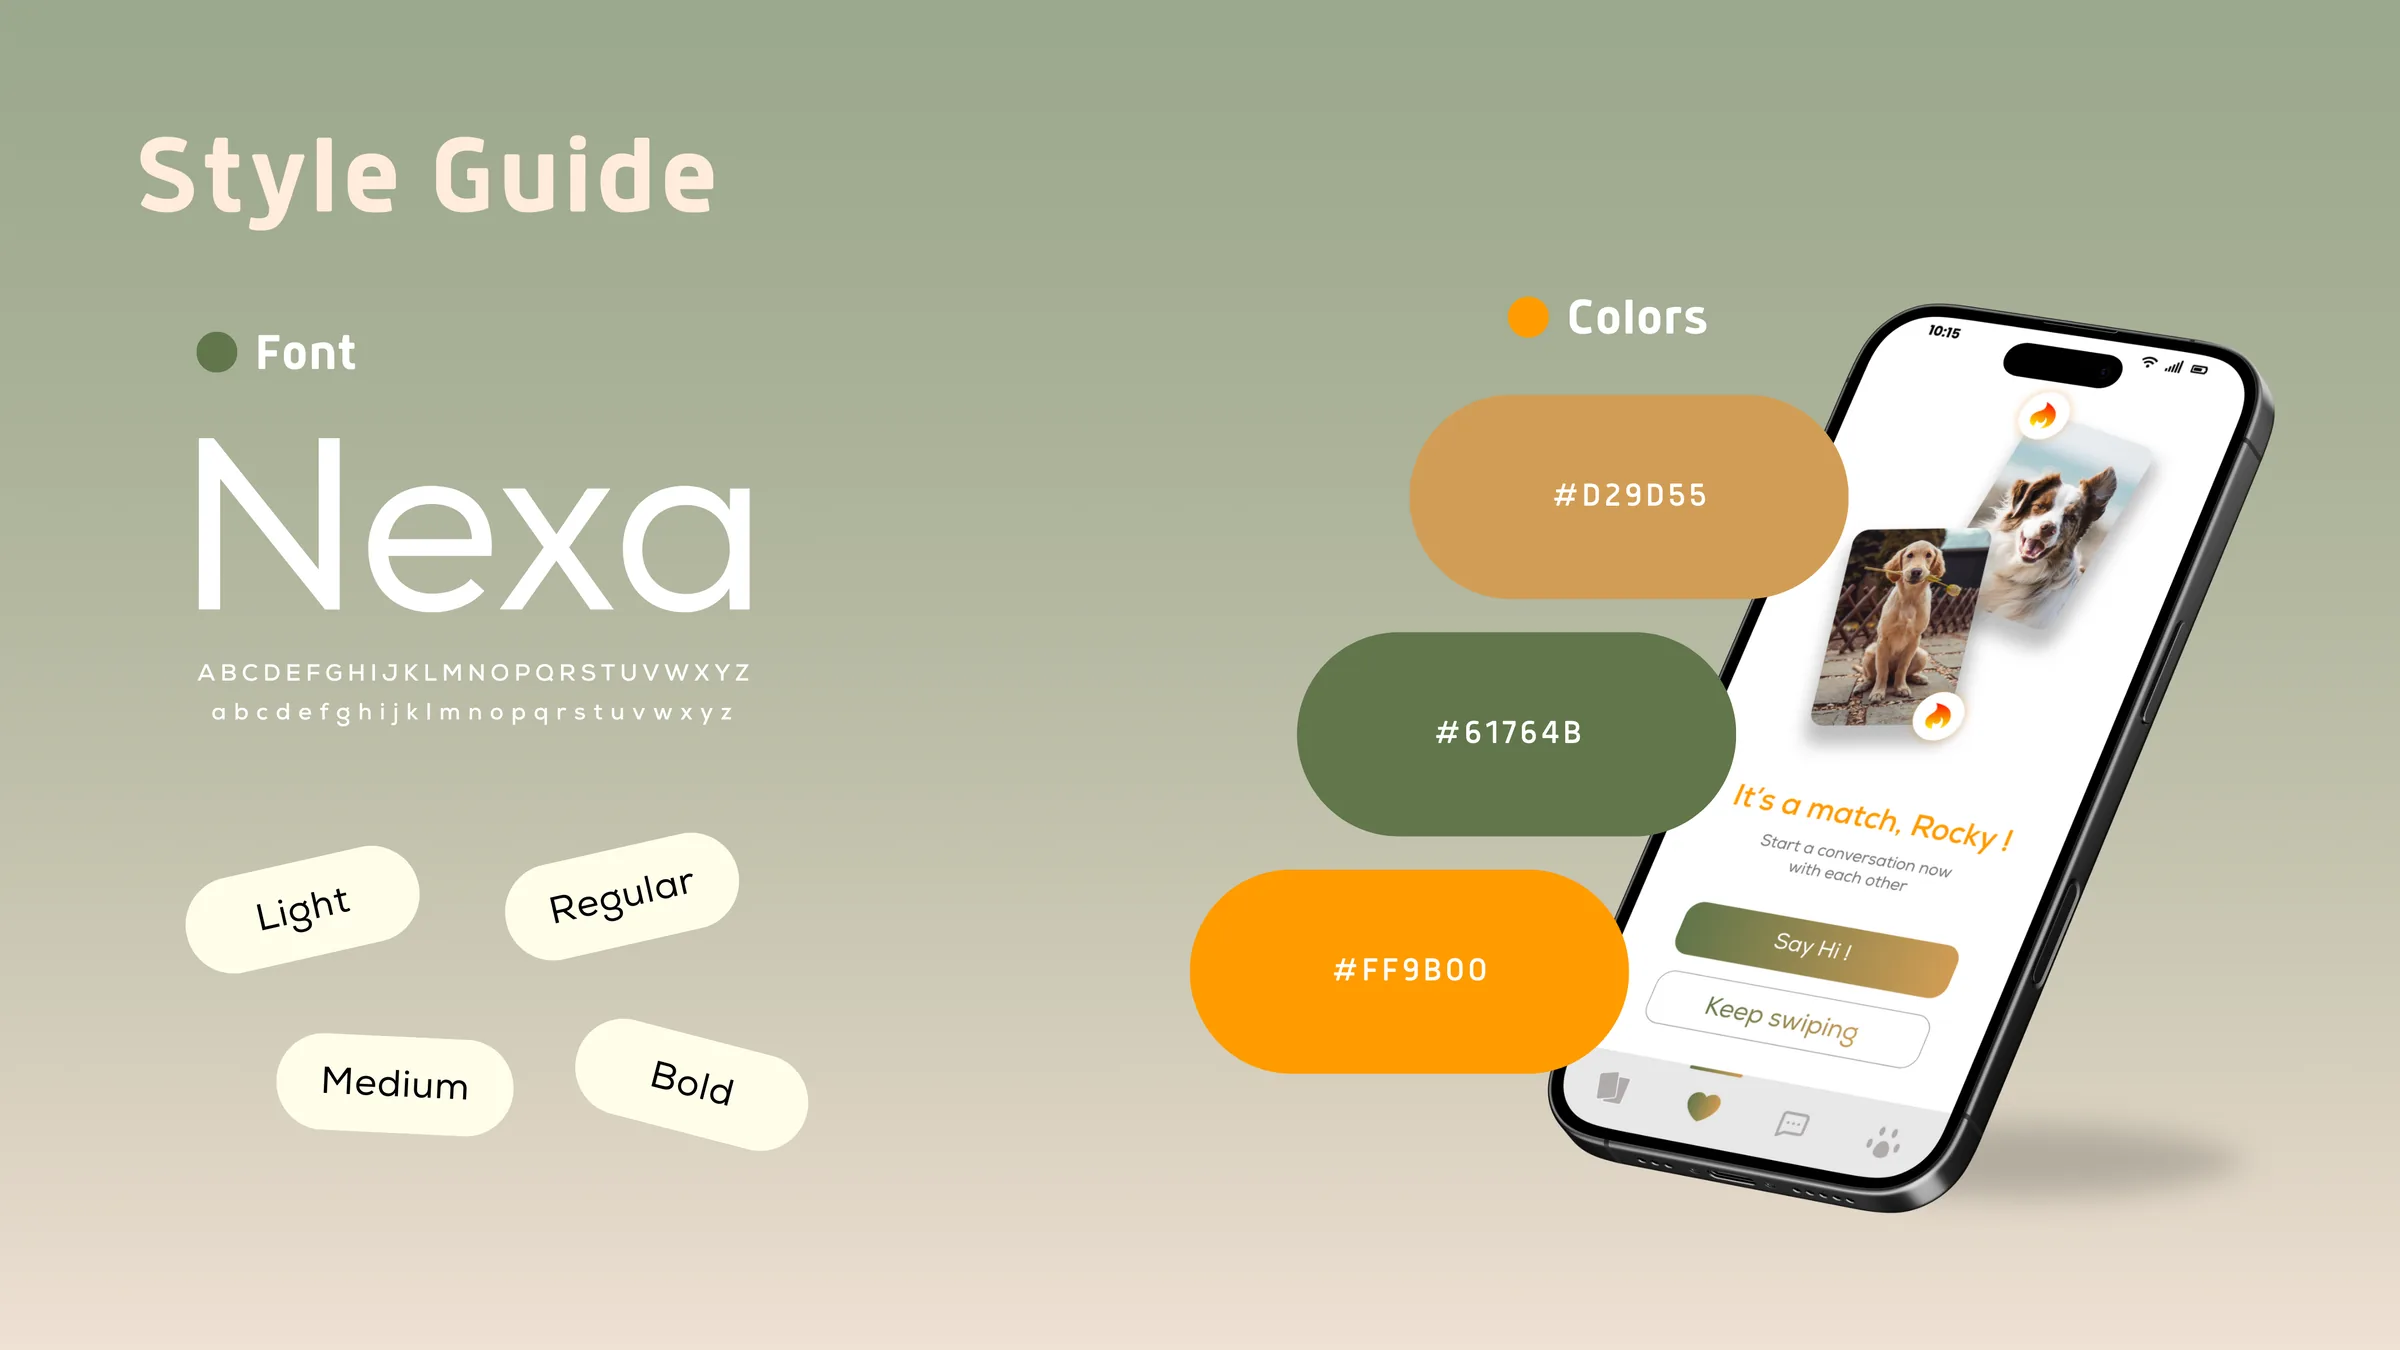 Style Guide
Font
Nexa
ABCDEFGHIJKLMNOPQRSTUVWXYZ
abcdefghijklmnopqrstuvwxyz
Light
Regular
Medium
Bold
Colors
#D29D55
#61764B
#FF9B00
10:15
It's a match, Rocky !
Start a conversation now
with each other
Say Hi !
Keep swiping